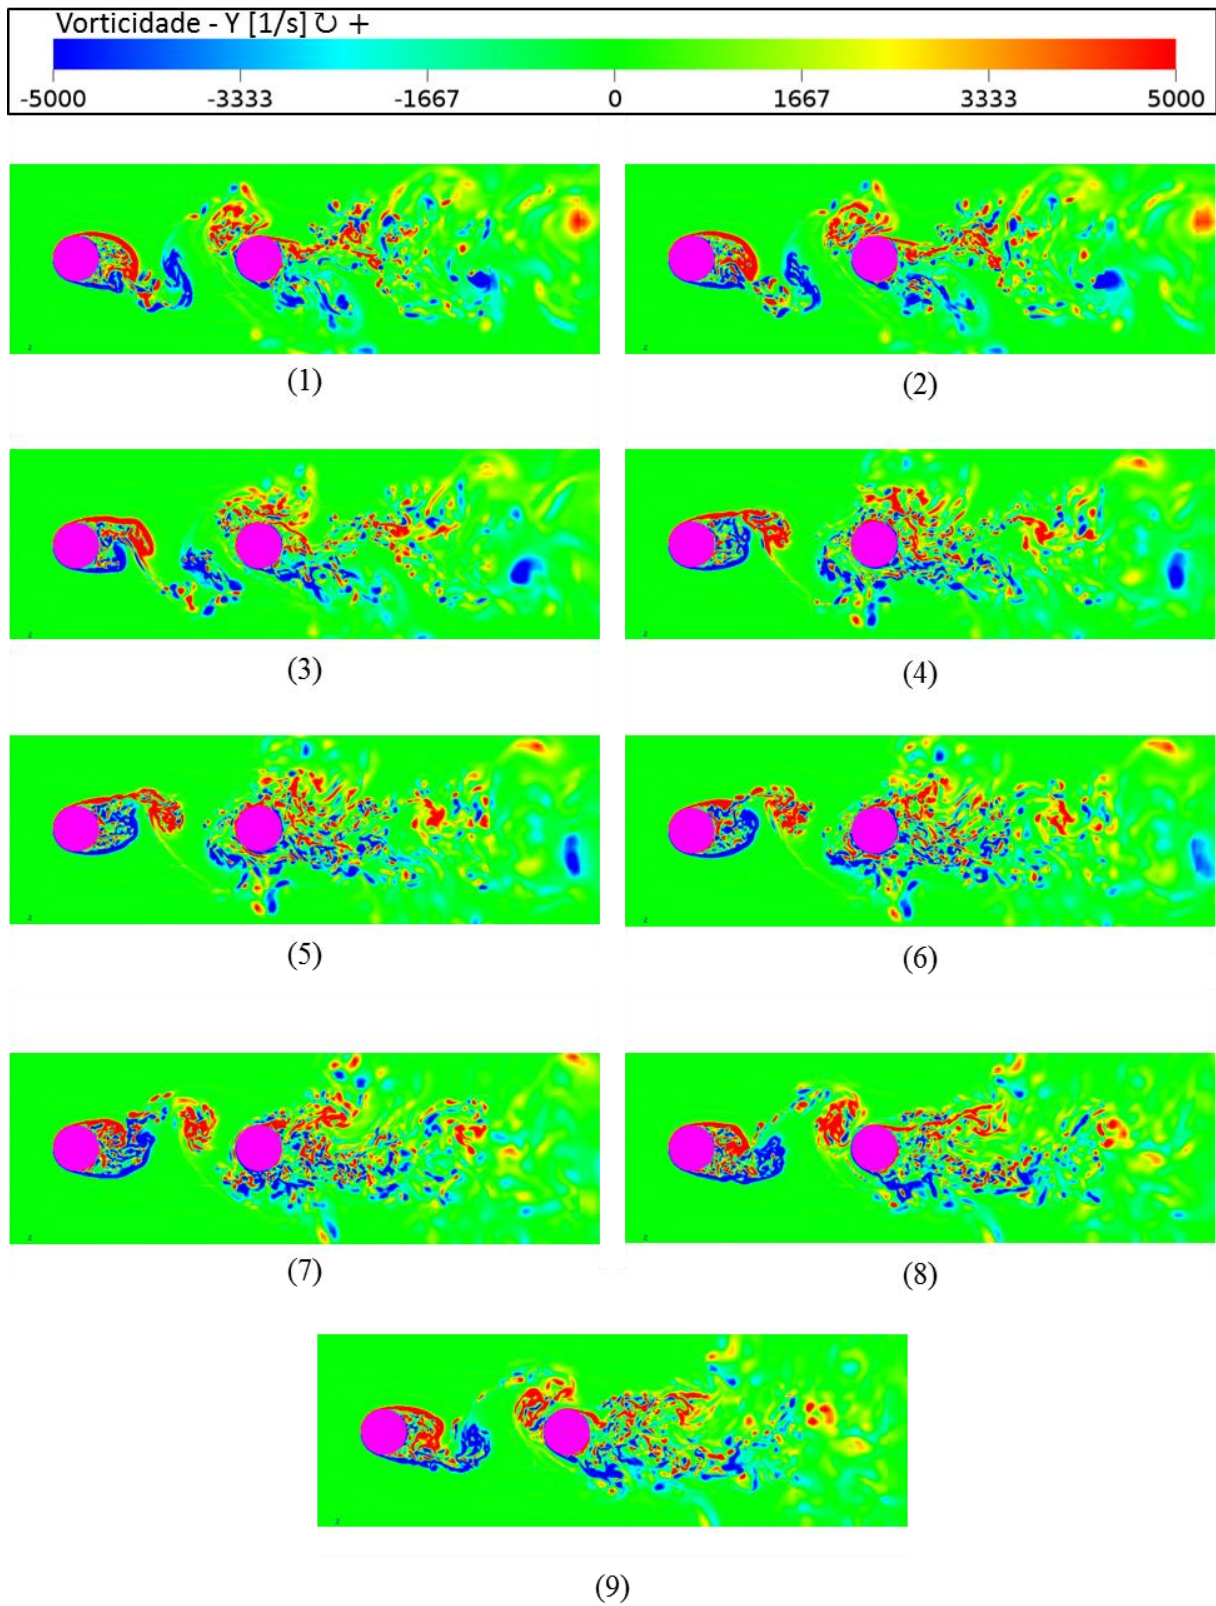 Vorticidade - Y [1/s] ↻ +
-5000 -3333 -1667 0 1667 3333 5000
(1) (2)
(3) (4)
(5) (6)
(7) (8)
(9)